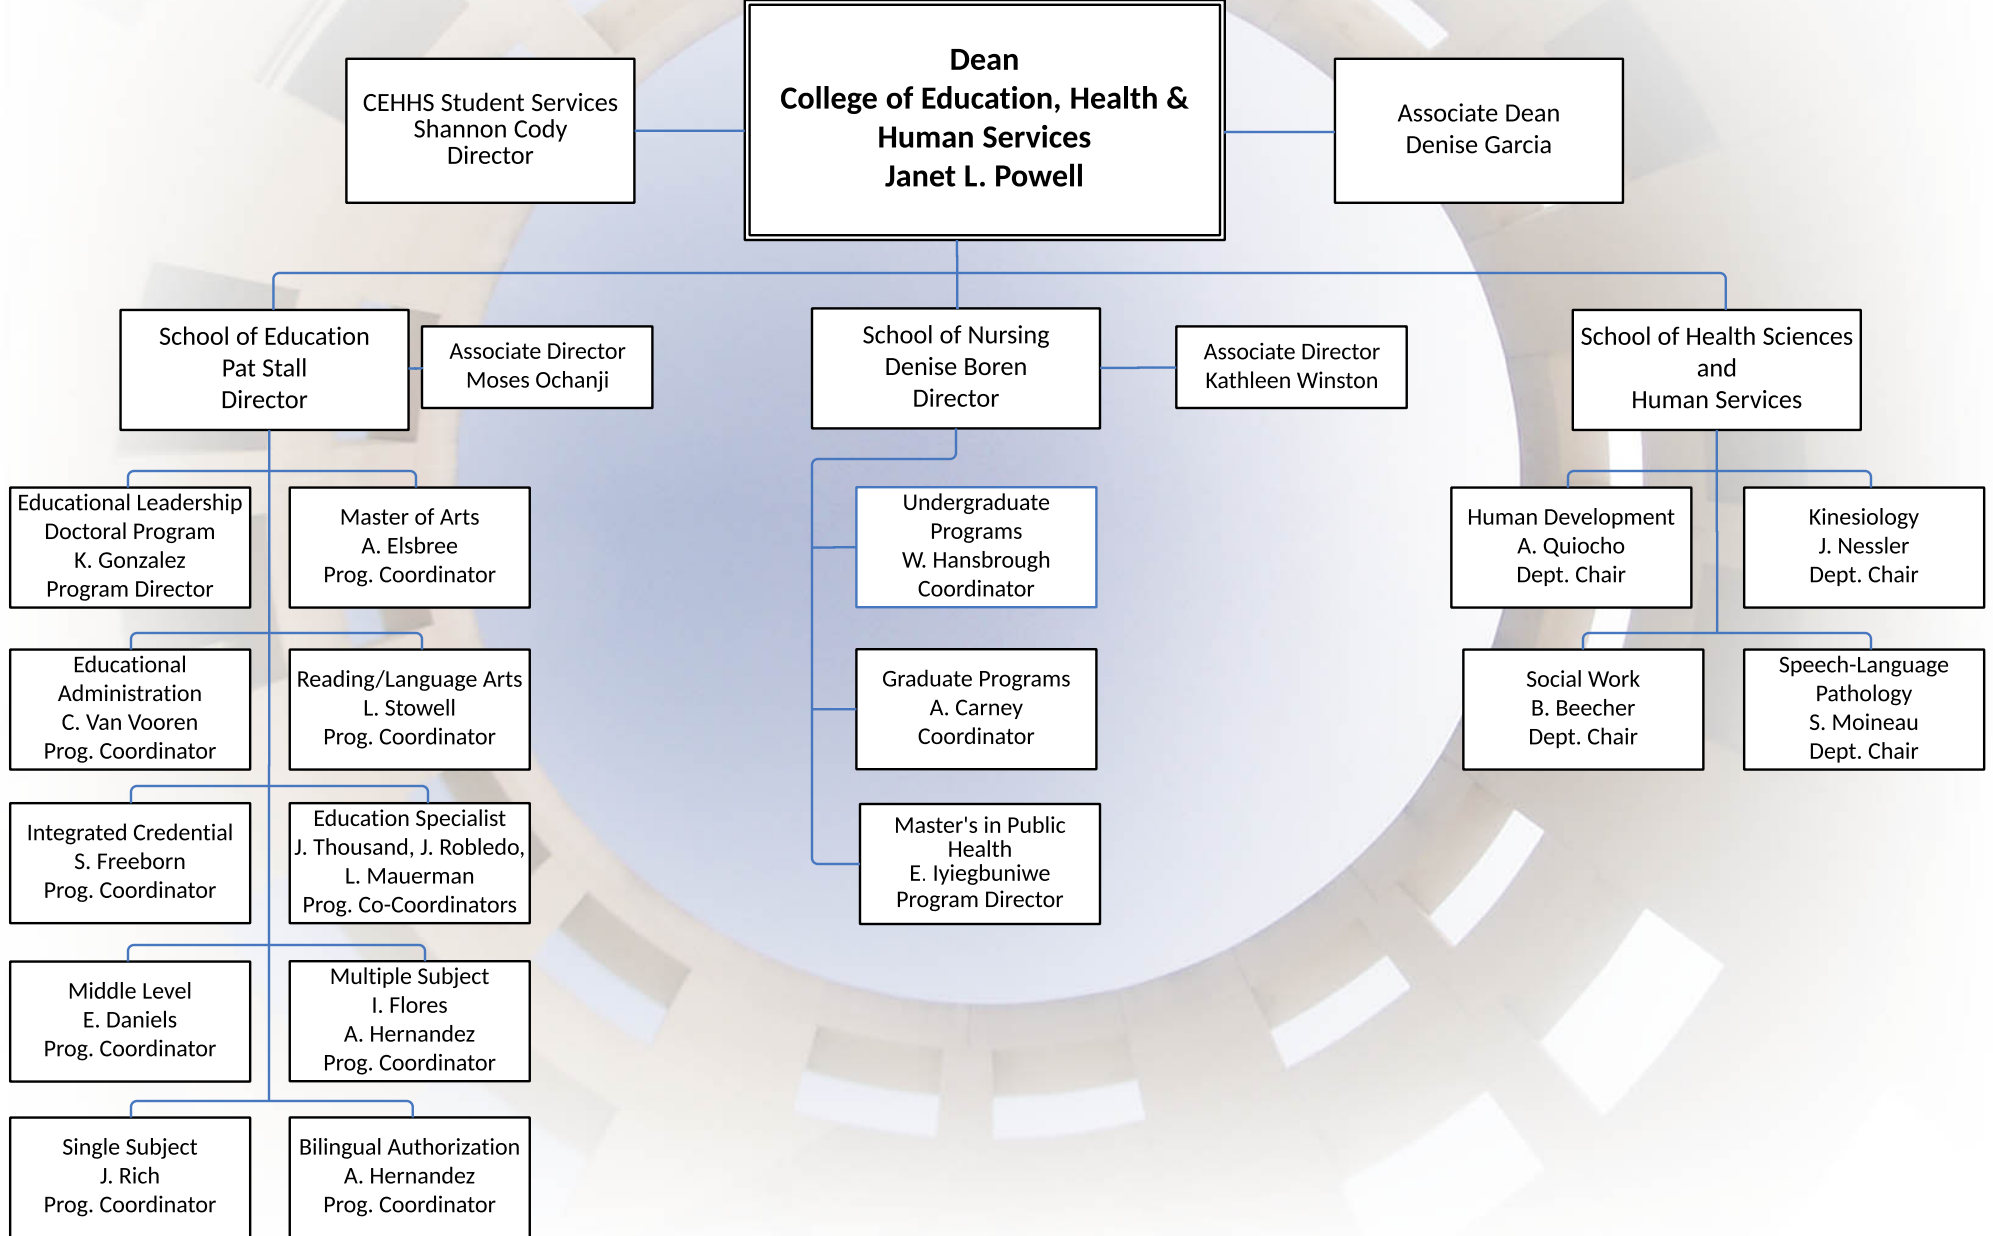 Dean
College of Education, Health &
Human Services
Janet L. Powell
CEHHS Student Services
Shannon Cody
Director
Associate Dean
Denise Garcia
School of Education
Pat Stall
Director
Associate Director
Moses Ochanji
School of Nursing
Denise Boren
Director
Associate Director
Kathleen Winston
School of Health Sciences
and
Human Services
Educational Leadership
Doctoral Program
K. Gonzalez
Program Director
Master of Arts
A. Elsbree
Prog. Coordinator
Educational
Administration
C. Van Vooren
Prog. Coordinator
Reading/Language Arts
L. Stowell
Prog. Coordinator
Integrated Credential
S. Freeborn
Prog. Coordinator
Education Specialist
J. Thousand, J. Robledo,
L. Mauerman
Prog. Co-Coordinators
Middle Level
E. Daniels
Prog. Coordinator
Multiple Subject
I. Flores
A. Hernandez
Prog. Coordinator
Single Subject
J. Rich
Prog. Coordinator
Bilingual Authorization
A. Hernandez
Prog. Coordinator
Undergraduate
Programs
W. Hansbrough
Coordinator
Graduate Programs
A. Carney
Coordinator
Master's in Public
Health
E. Iyiegbuniwe
Program Director
Human Development
A. Quiocho
Dept. Chair
Kinesiology
J. Nessler
Dept. Chair
Social Work
B. Beecher
Dept. Chair
Speech-Language
Pathology
S. Moineau
Dept. Chair